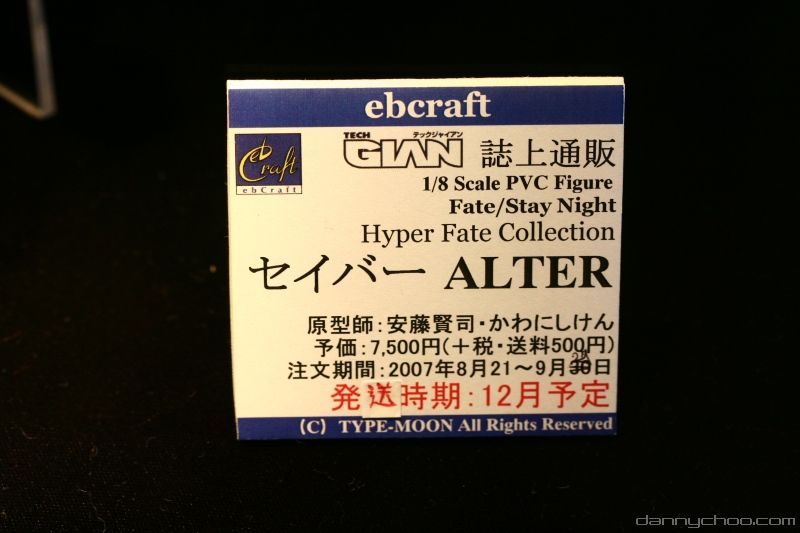 ebcraft
eb Craft
ebCraft
TECH テックジャイアン
GIAN 誌上通販
1/8 Scale PVC Figure
Fate/Stay Night
Hyper Fate Collection
セイバー ALTER
原型師:安藤賢司・かわにしけん
予価:7,500円(+税・送料500円)
注文期間:2007年8月21～9月30日
発送時期:12月予定
(C) TYPE-MOON All Rights Reserved
dannychoo.com